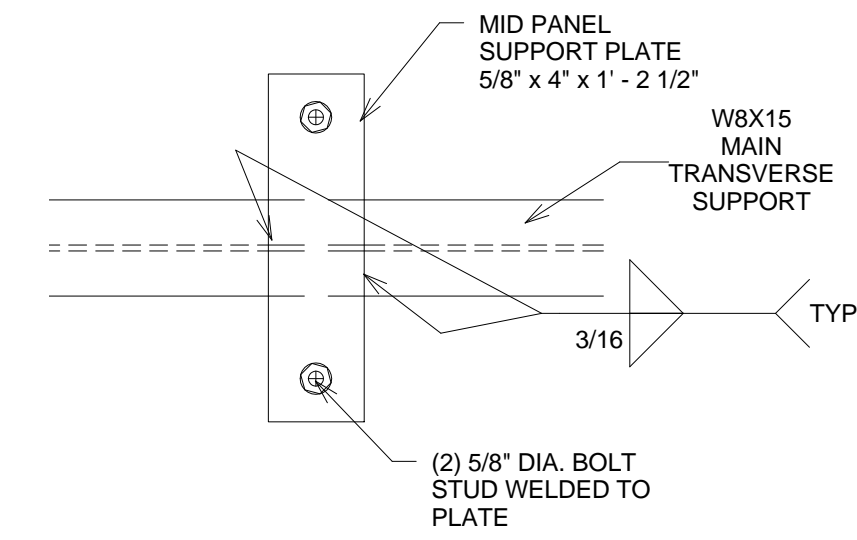 MID PANEL
SUPPORT PLATE
5/8" x 4" x 1' - 2 1/2"
W8X15
MAIN
TRANSVERSE
SUPPORT
3/16
TYP
(2) 5/8" DIA. BOLT
STUD WELDED TO
PLATE